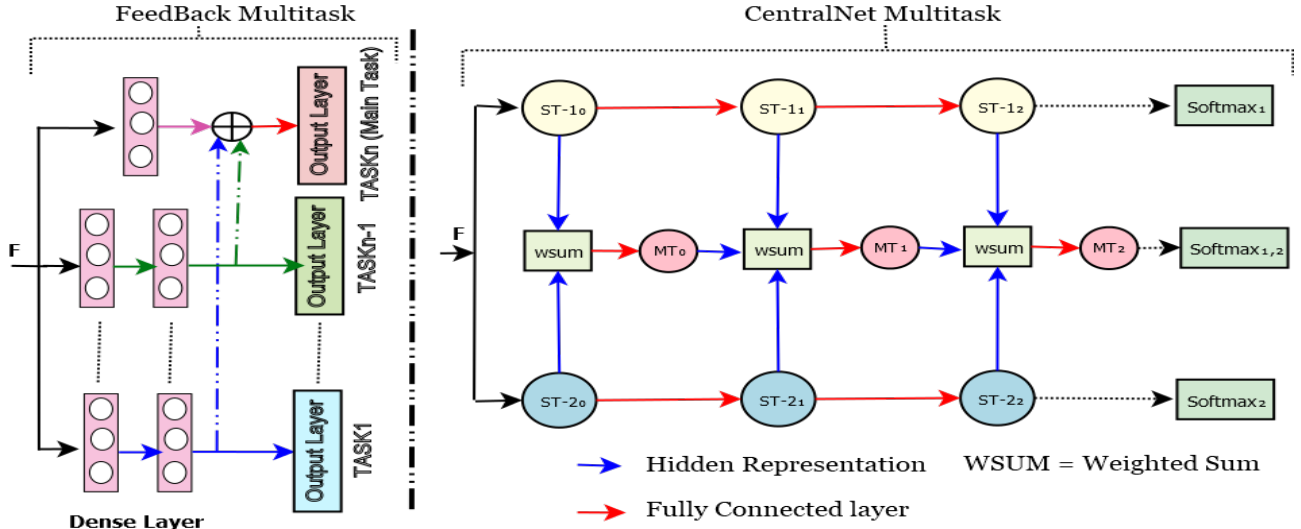 FeedBack Multitask
F
Output Layer
TASKn (Main Task)
Output Layer
TASKn-1
Output Layer
TASK1
Dense Layer
CentralNet Multitask
F
ST-1₀
ST-1₁
ST-1₂
Softmax₁
wsum
MT₀
wsum
MT₁
wsum
MT₂
Softmax₁,₂
ST-2₀
ST-2₁
ST-2₂
Softmax₂
Hidden Representation
WSUM = Weighted Sum
Fully Connected layer